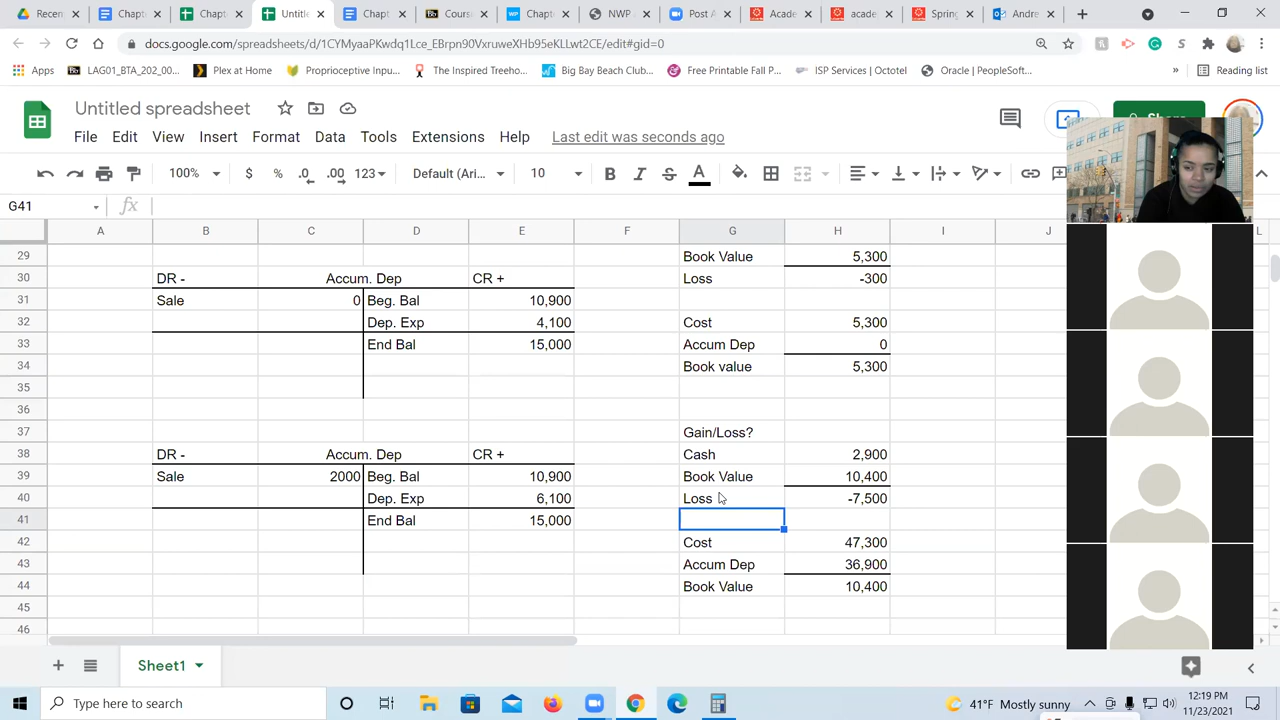 Recen
Chapte
Chapt
Untitle
Chapt
Cours
Chapte
NWP
Post A
Acade
acade
Spring
Andre
docs.google.com/spreadsheets/d/1CYMyaaPKwdq1Lce_EBrm90VxruweXHb95eKLLwt2CE/edit#gid=0
Apps
LAG01_BTA_202_00...
Plex at Home
Proprioceptive Inpu...
The Inspired Treeho...
Big Bay Beach Club...
Free Printable Fall P...
ISP Services | Octotel
Oracle | PeopleSoft...
Reading list
Untitled spreadsheet
File Edit View Insert Format Data Tools Extensions Help Last edit was seconds ago
100% $ % .0 .00 123 Default (Ari... 10 B I S A
G41 fx
A B C D E F G H I J L
29 Book Value 5,300
30 DR - Accum. Dep CR + Loss -300
31 Sale 0 Beg. Bal 10,900
32 Dep. Exp 4,100 Cost 5,300
33 End Bal 15,000 Accum Dep 0
34 Book value 5,300
35
36
37 Gain/Loss?
38 DR - Accum. Dep CR + Cash 2,900
39 Sale 2000 Beg. Bal 10,900 Book Value 10,400
40 Dep. Exp 6,100 Loss -7,500
41 End Bal 15,000
42 Cost 47,300
43 Accum Dep 36,900
44 Book Value 10,400
45
46
Sheet1
Type here to search
41°F Mostly sunny
12:19 PM
11/23/2021